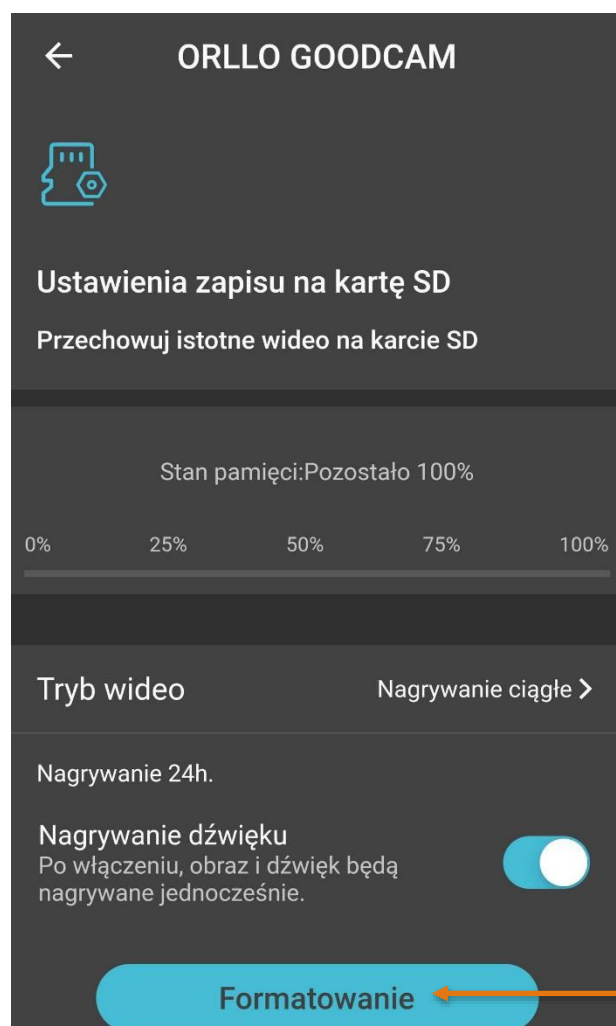 ORLLO GOODCAM
Ustawienia zapisu na kartę SD
Przechowuj istotne wideo na karcie SD
Stan pamięci:Pozostało 100%
0% 25% 50% 75% 100%
Tryb wideo Nagrywanie ciągłe
Nagrywanie 24h.
Nagrywanie dźwięku
Po włączeniu, obraz i dźwięk będą
nagrywane jednocześnie.
Formatowanie